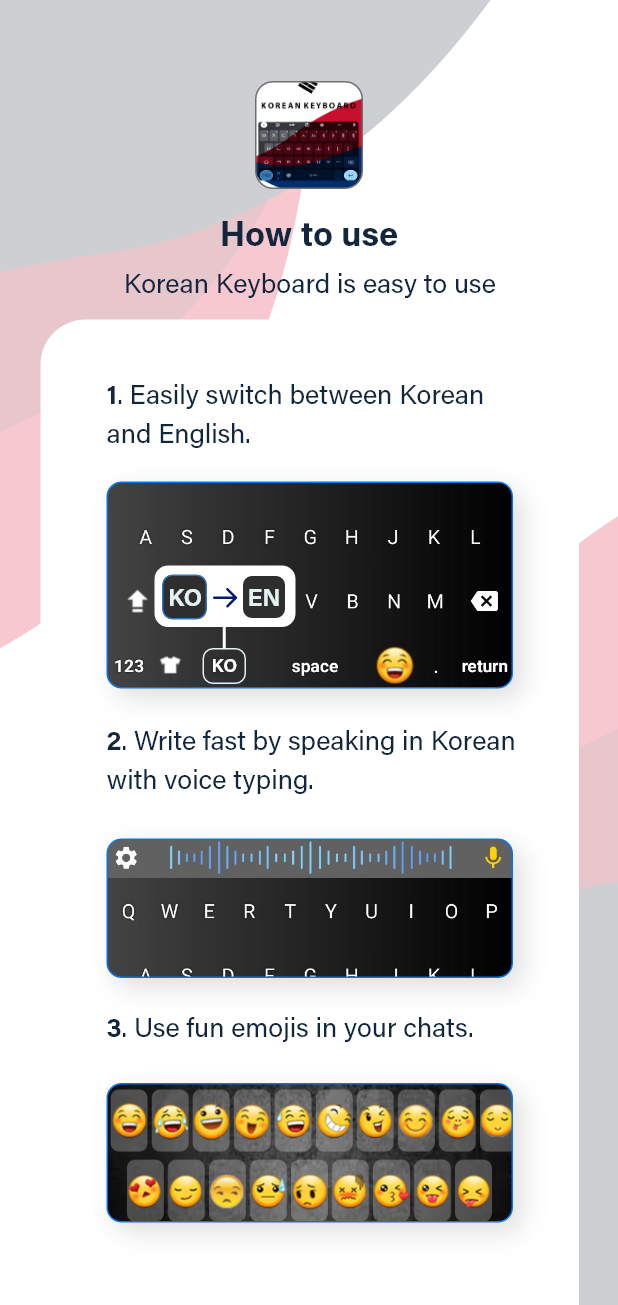 KOREAN KEYBOARD
How to use
Korean Keyboard is easy to use
1. Easily switch between Korean
and English.
A S D F G H J K L
KO → EN V B N M
123 KO space . return
2. Write fast by speaking in Korean
with voice typing.
Q W E R T Y U I O P
A S D F G H J K L
3. Use fun emojis in your chats.